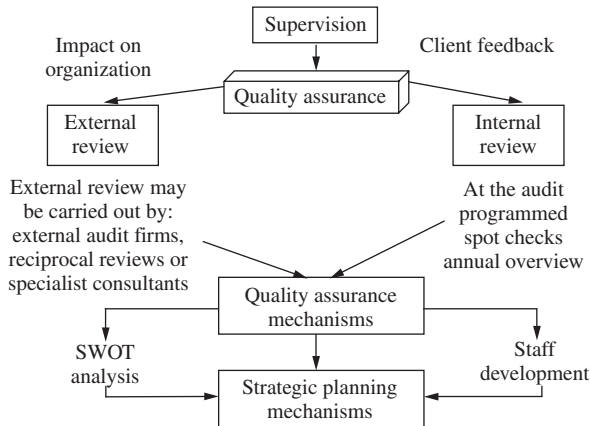 Supervision
Impact on
organization
Client feedback
Quality assurance
External
review
Internal
review
External review may
be carried out by:
external audit firms,
reciprocal reviews or
specialist consultants
At the audit
programmed
spot checks
annual overview
Quality assurance
mechanisms
SWOT
analysis
Staff
development
Strategic planning
mechanisms